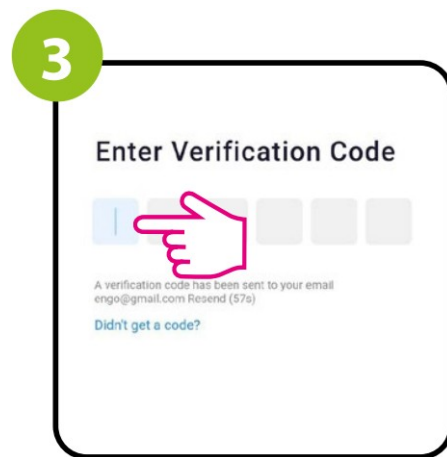 3
Enter Verification Code
A verification code has been sent to your email
engo@gmail.com Resend (57s)
Didn't get a code?